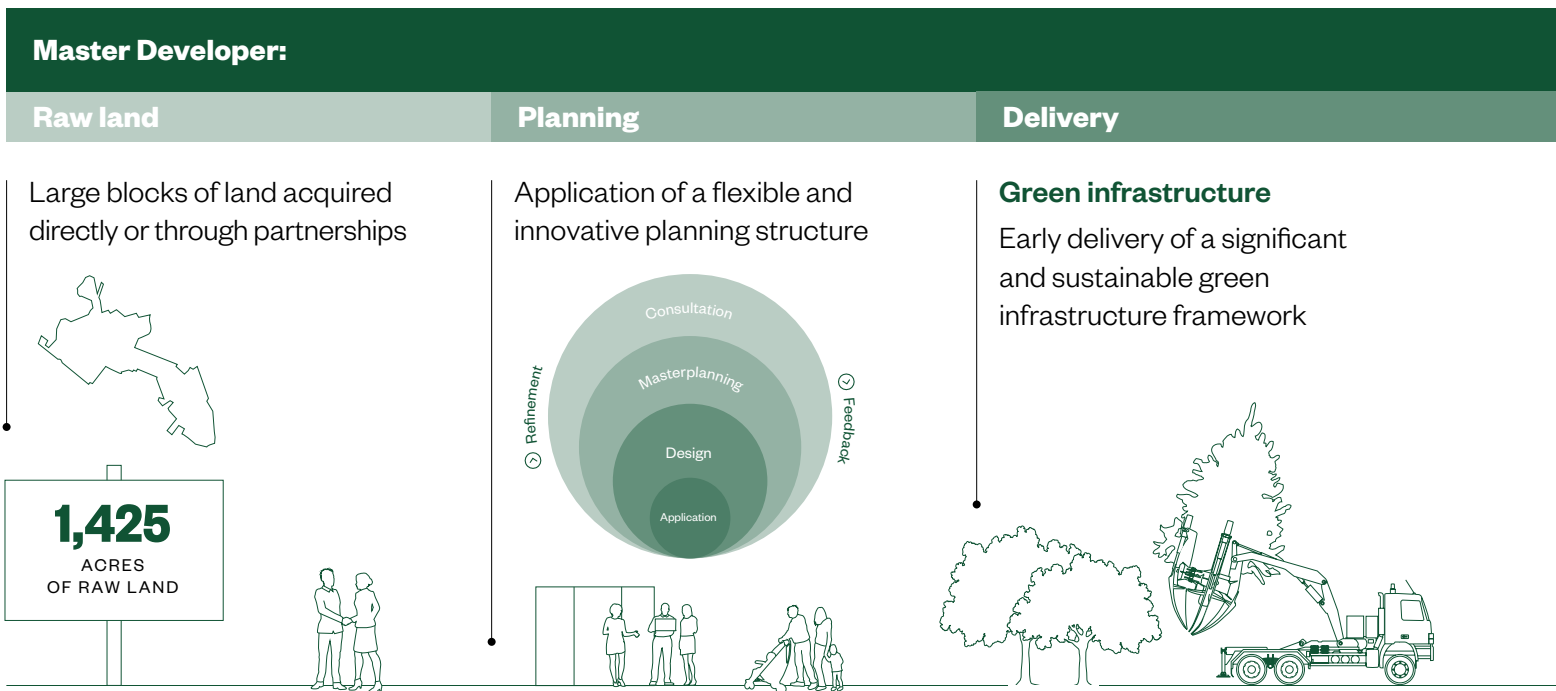 Master Developer:
Raw land
Large blocks of land acquired
directly or through partnerships
1,425
ACRES
OF RAW LAND
Planning
Application of a flexible and
innovative planning structure
Consultation
Masterplanning
Design
Application
Refinement
Feedback
Delivery
Green infrastructure
Early delivery of a significant
and sustainable green
infrastructure framework